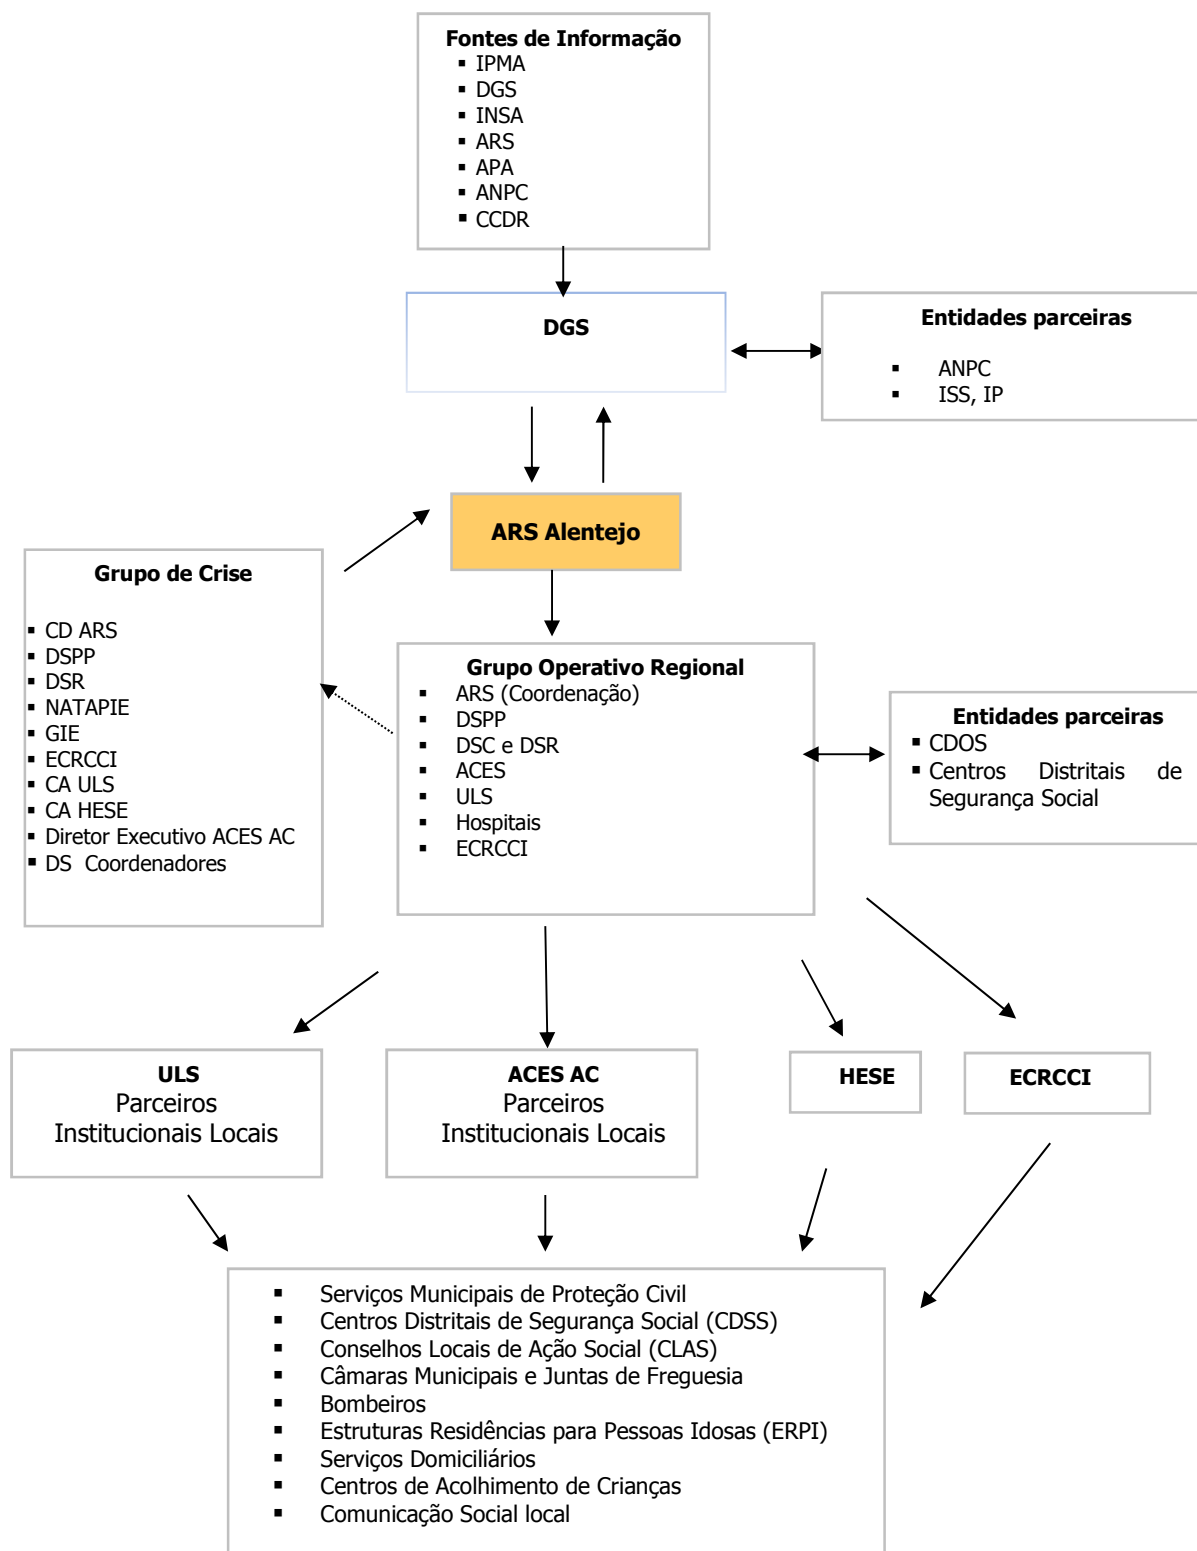 Fontes de Informação
▪ IPMA
▪ DGS
▪ INSA
▪ ARS
▪ APA
▪ ANPC
▪ CCDR
DGS
Entidades parceiras
▪ ANPC
▪ ISS, IP
ARS Alentejo
Grupo de Crise
▪ CD ARS
▪ DSPP
▪ DSR
▪ NATAPIE
▪ GIE
▪ ECRCCI
▪ CA ULS
▪ CA HESE
▪ Diretor Executivo ACES AC
▪ DS Coordenadores
Grupo Operativo Regional
▪ ARS (Coordenação)
▪ DSPP
▪ DSC e DSR
▪ ACES
▪ ULS
▪ Hospitais
▪ ECRCCI
Entidades parceiras
▪ CDOS
▪ Centros Distritais de
Segurança Social
ULS
Parceiros
Institucionais Locais
ACES AC
Parceiros
Institucionais Locais
HESE
ECRCCI
▪ Serviços Municipais de Proteção Civil
▪ Centros Distritais de Segurança Social (CDSS)
▪ Conselhos Locais de Ação Social (CLAS)
▪ Câmaras Municipais e Juntas de Freguesia
▪ Bombeiros
▪ Estruturas Residências para Pessoas Idosas (ERPI)
▪ Serviços Domiciliários
▪ Centros de Acolhimento de Crianças
▪ Comunicação Social local